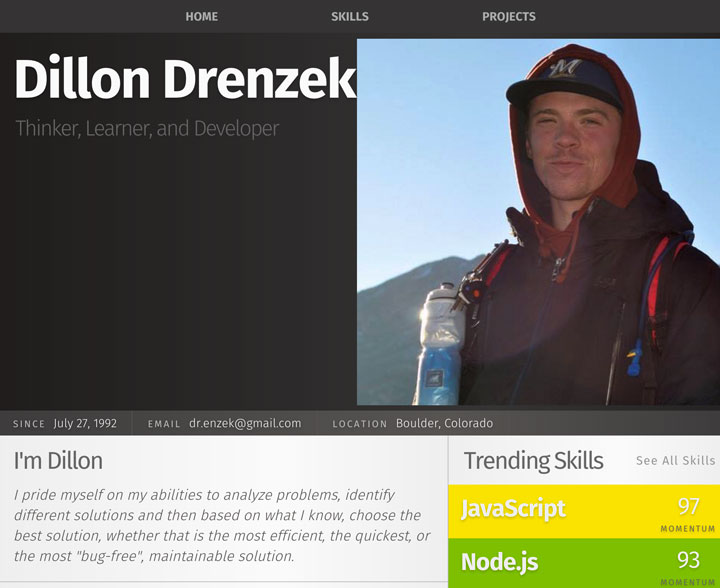 HOME SKILLS PROJECTS
Dillon Drenzek
Thinker, Learner, and Developer
M
SINCE July 27, 1992 EMAIL dr.enzek@gmail.com LOCATION Boulder, Colorado
I'm Dillon
I pride myself on my abilities to analyze problems, identify
different solutions and then based on what I know, choose the
best solution, whether that is the most efficient, the quickest, or
the most "bug-free", maintainable solution.
Trending Skills See All Skills
JavaScript 97
MOMENTUM
Node.js 93
MOMENTUM